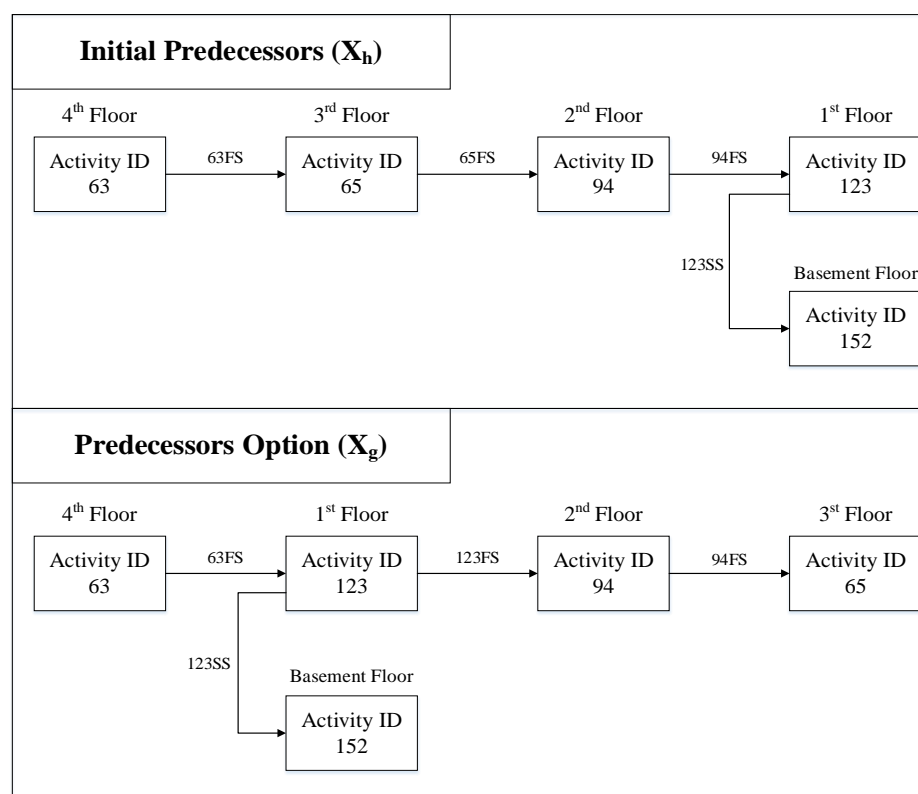 Initial Predecessors (Xh)
4th Floor
3rd Floor
2nd Floor
1st Floor
Activity ID
63
63FS
Activity ID
65
65FS
Activity ID
94
94FS
Activity ID
123
123SS
Basement Floor
Activity ID
152
Predecessors Option (Xg)
4th Floor
1st Floor
2nd Floor
3st Floor
Activity ID
63
63FS
Activity ID
123
123FS
Activity ID
94
94FS
Activity ID
65
123SS
Basement Floor
Activity ID
152